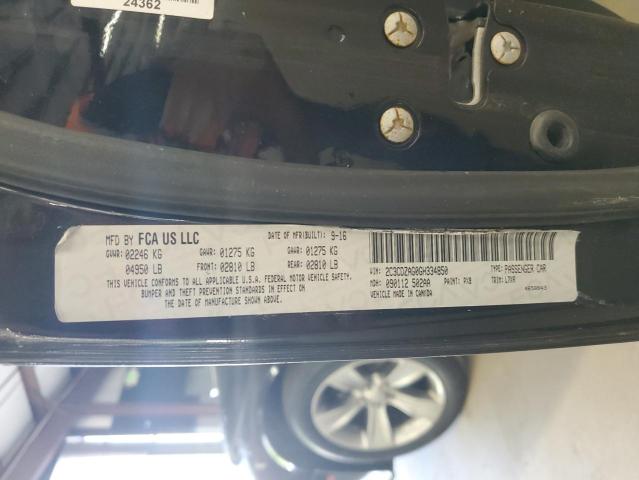 24362
MFD BY FCA US LLC
DATE OF MFR(BUILT): 9-16
GVWR: 02246 KG GAWR: 01275 KG GAWR: 01275 KG
04950 LB FRONT: 02810 LB REAR: 02810 LB
THIS VEHICLE CONFORMS TO ALL APPLICABLE U.S.A. FEDERAL MOTOR VEHICLE SAFETY,
BUMPER AND THEFT PREVENTION STANDARDS IN EFFECT ON
THE DATE OF MANUFACTURE SHOWN ABOVE.
VIN: 2C3CDZAG0GH334850 TYPE: PASSENGER CAR
MDH: 090112 502AA PAINT: PX8 TRIM: L7XR
VEHICLE MADE IN CANADA